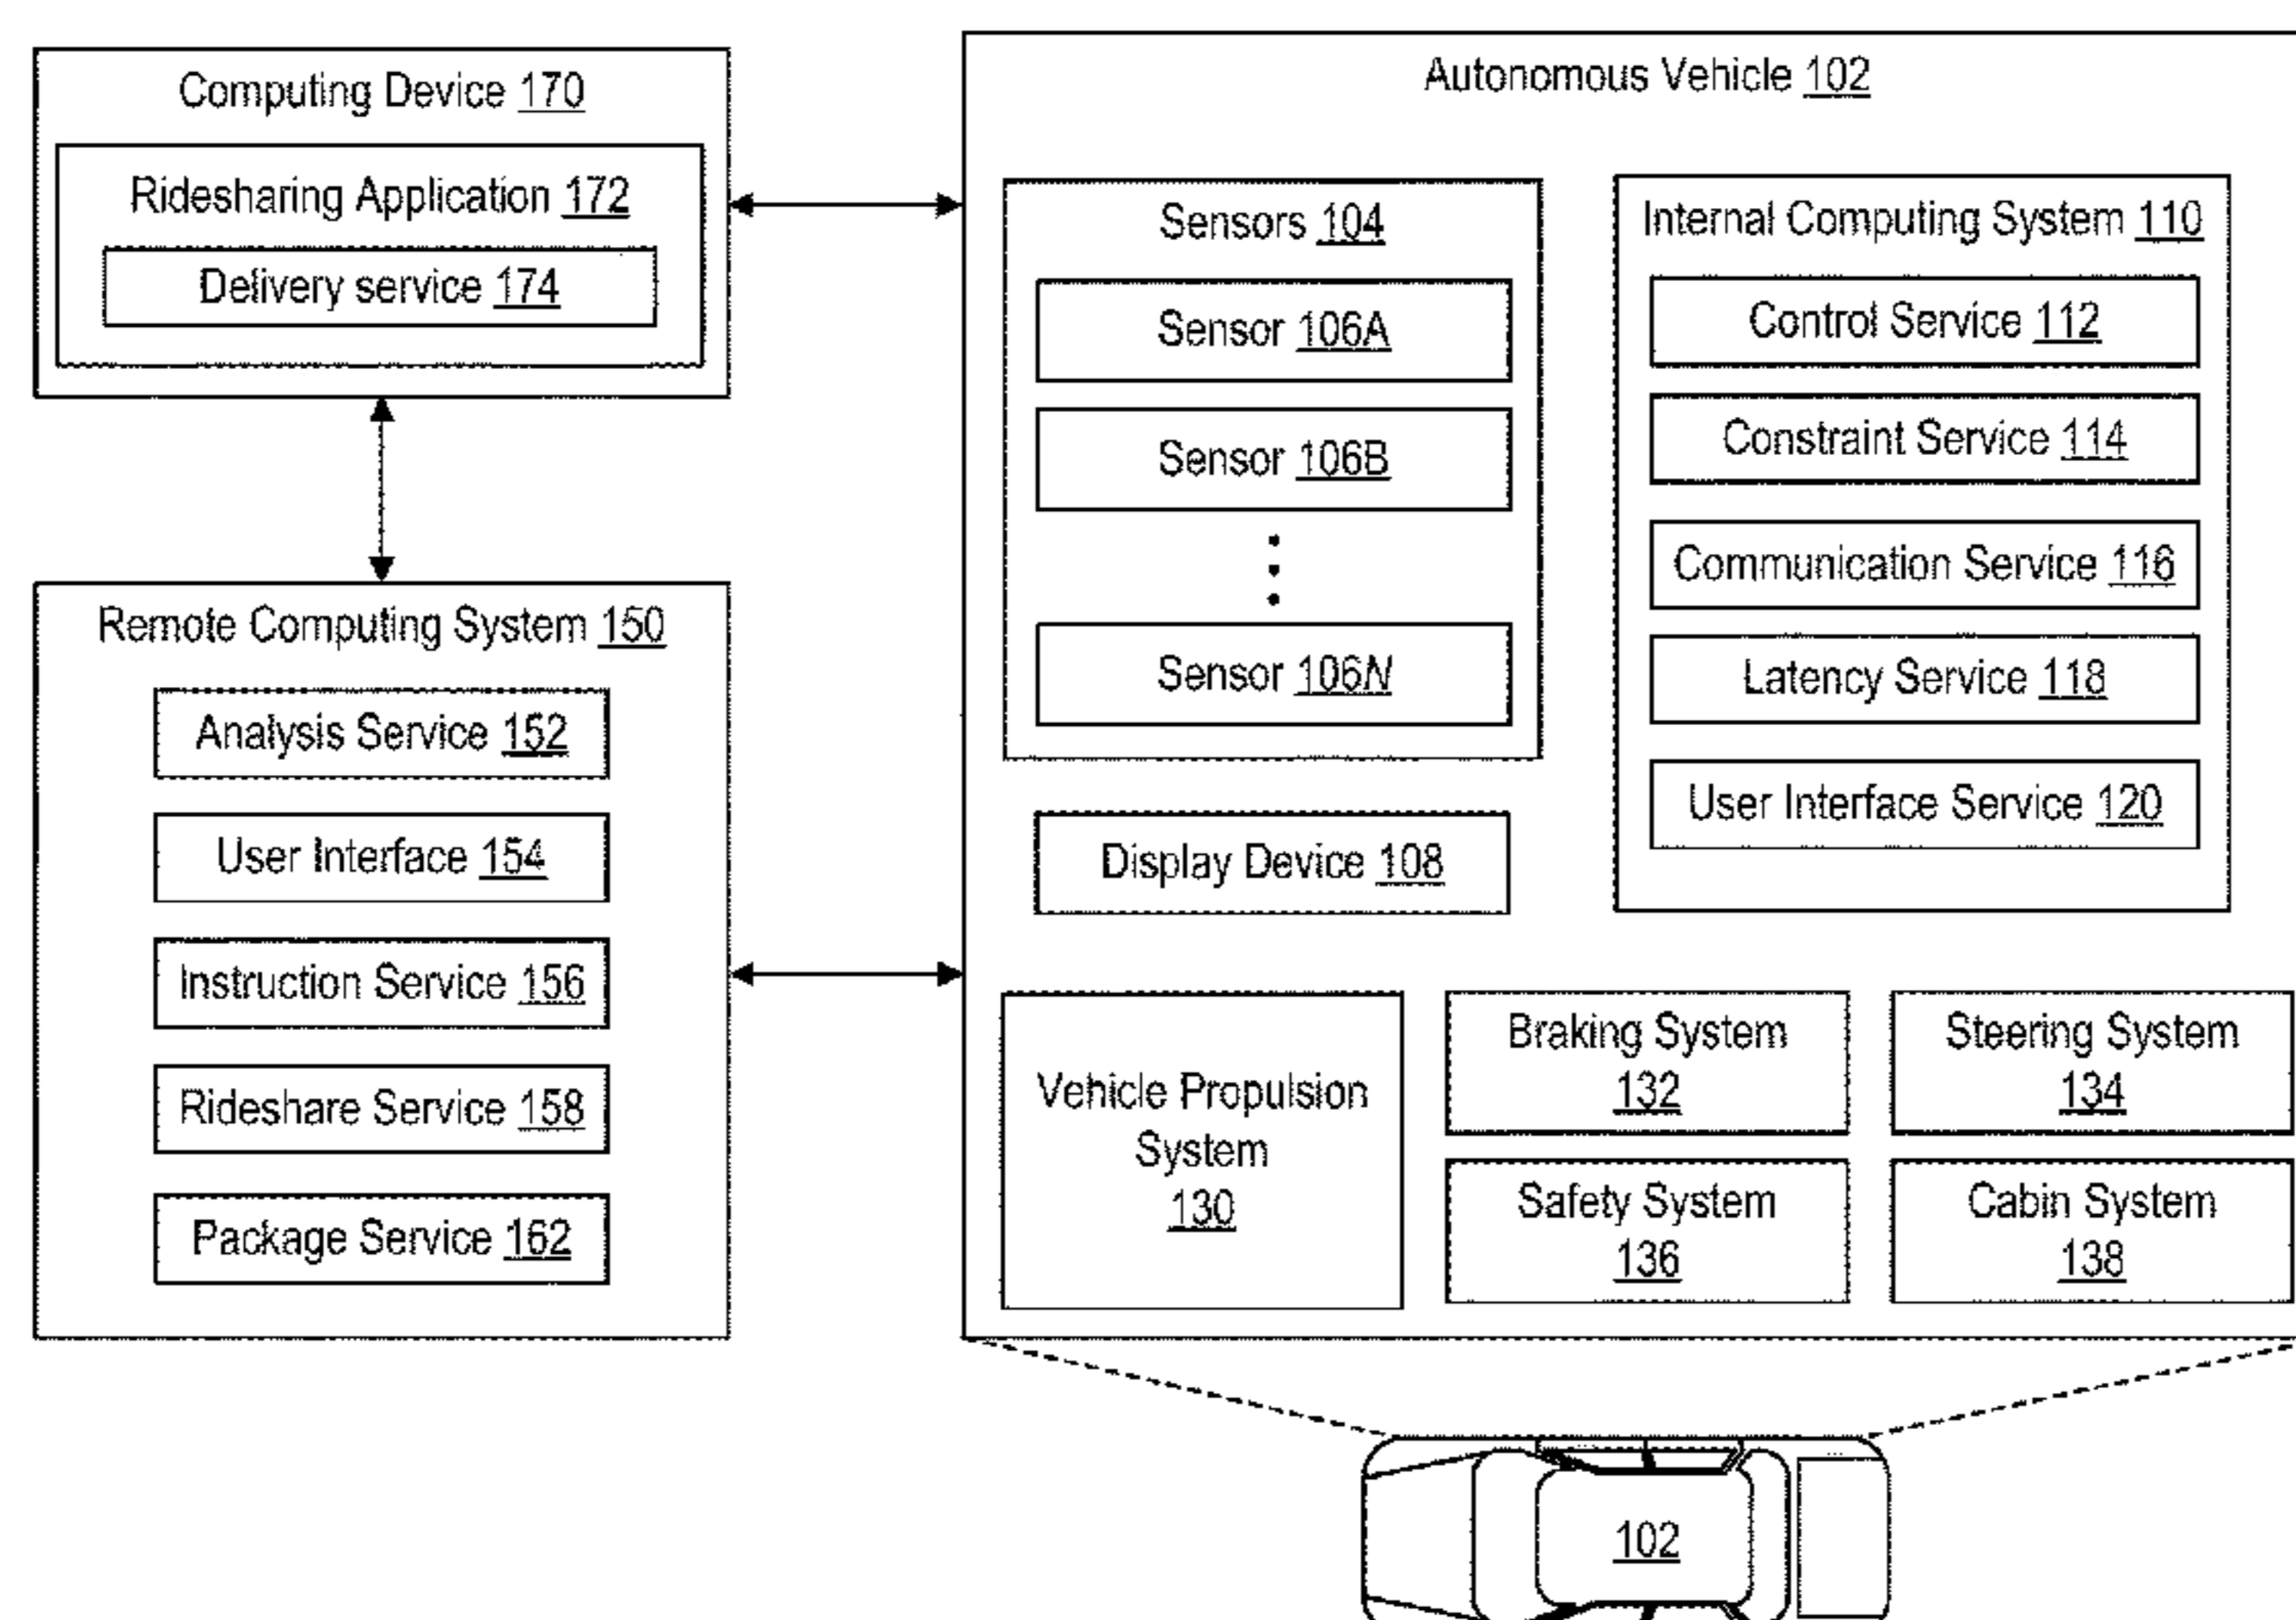 Computing Device 170
Ridesharing Application 172
Delivery service 174
Remote Computing System 150
Analysis Service 152
User Interface 154
Instruction Service 156
Rideshare Service 158
Package Service 162
Autonomous Vehicle 102
Sensors 104
Sensor 106A
Sensor 106B
Sensor 106N
Display Device 108
Internal Computing System 110
Control Service 112
Constraint Service 114
Communication Service 116
Latency Service 118
User Interface Service 120
Vehicle Propulsion
System
130
Braking System
132
Steering System
134
Safety System
136
Cabin System
138
102